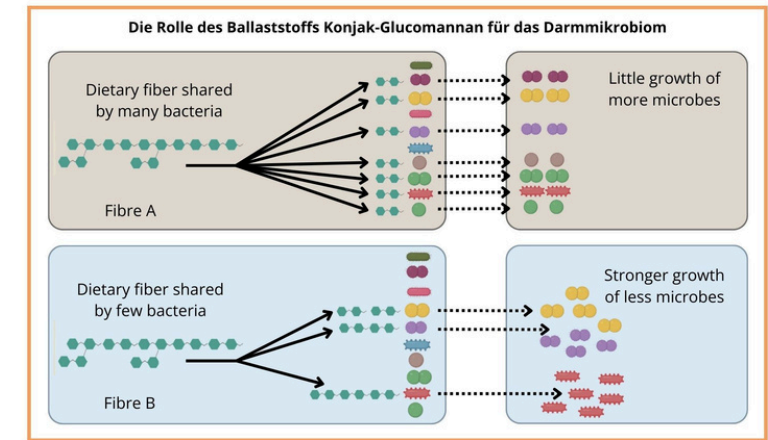 Die Rolle des Ballaststoffs Konjak-Glucomannan für das Darmmikrobiom
Dietary fiber shared
by many bacteria
Fibre A
Little growth of
more microbes
Dietary fiber shared
by few bacteria
Fibre B
Stronger growth
of less microbes